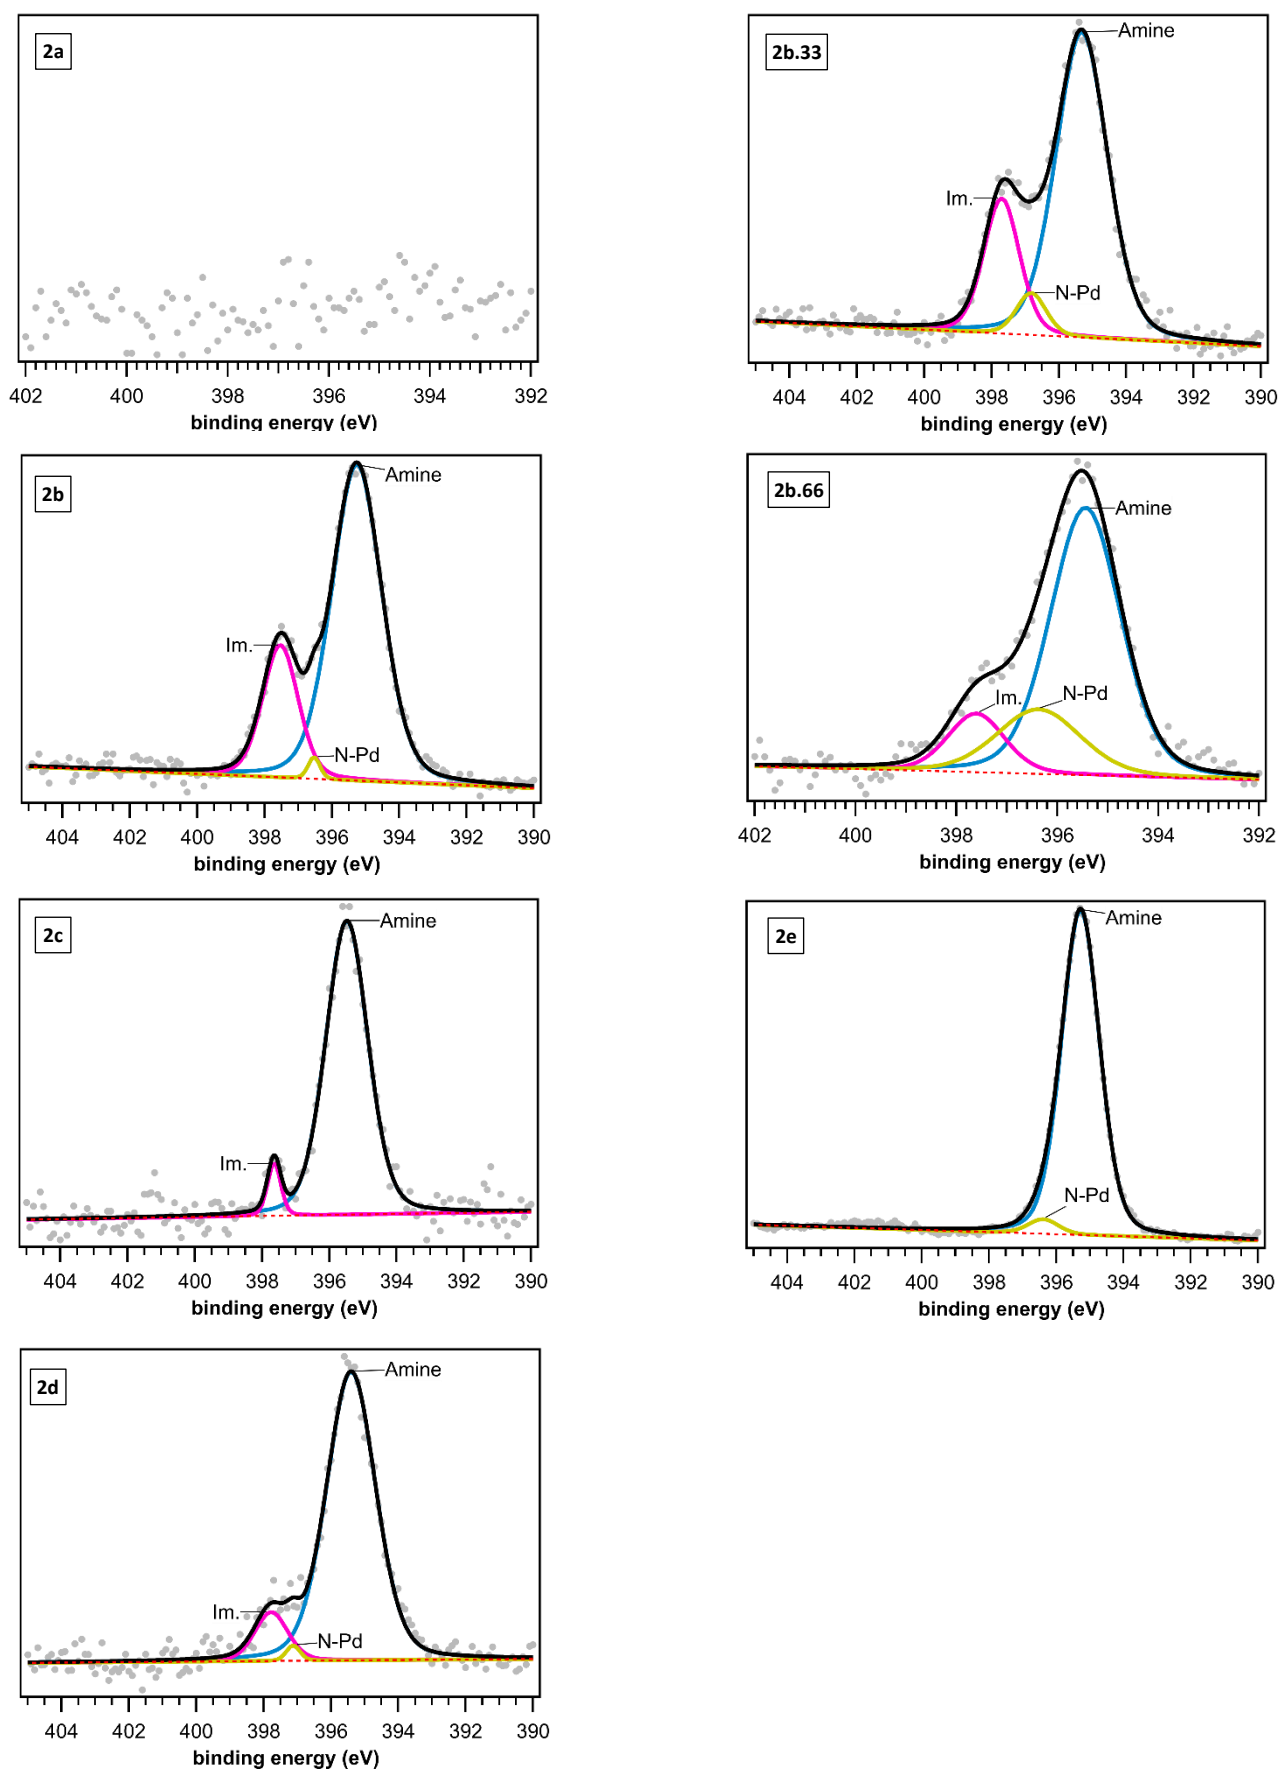 2a
402 400 398 396 394 392
binding energy (eV)
2b.33
Amine
Im.
N-Pd
404 402 400 398 396 394 392 390
binding energy (eV)
2b
Amine
Im.
N-Pd
404 402 400 398 396 394 392 390
binding energy (eV)
2b.66
Amine
Im.
N-Pd
402 400 398 396 394 392
binding energy (eV)
2c
Amine
Im.
404 402 400 398 396 394 392 390
binding energy (eV)
2e
Amine
N-Pd
404 402 400 398 396 394 392 390
binding energy (eV)
2d
Amine
Im.
N-Pd
404 402 400 398 396 394 392 390
binding energy (eV)